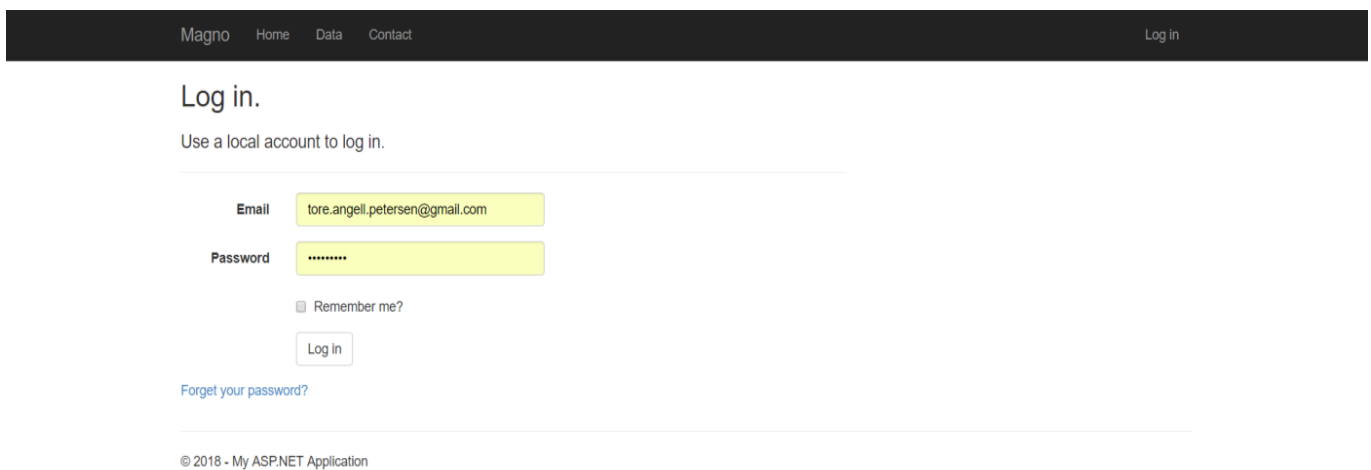 Magno Home Data Contact Log in
Log in.
Use a local account to log in.
Email tore.angell.petersen@gmail.com
Password •••••••••
Remember me?
Log in
Forget your password?
© 2018 - My ASP.NET Application